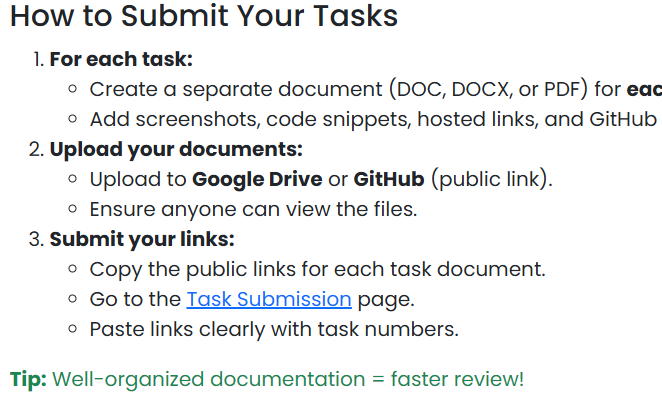 How to Submit Your Tasks
1. For each task:
Create a separate document (DOC, DOCX, or PDF) for
Add screenshots, code snippets, hosted links, and GitHub
2. Upload your documents:
Upload to Google Drive or GitHub (public link).
Ensure anyone can view the files.
3. Submit your links:
Copy the public links for each task document.
Go to the Task Submission page.
Paste links clearly with task numbers.
Tip: Well-organized documentation = faster review!